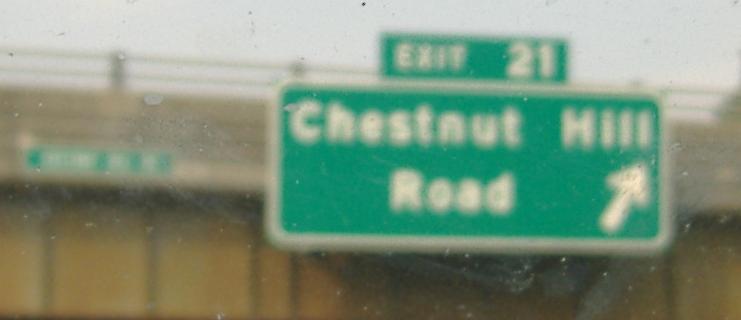 EXIT 21
Chestnut Hill
Road